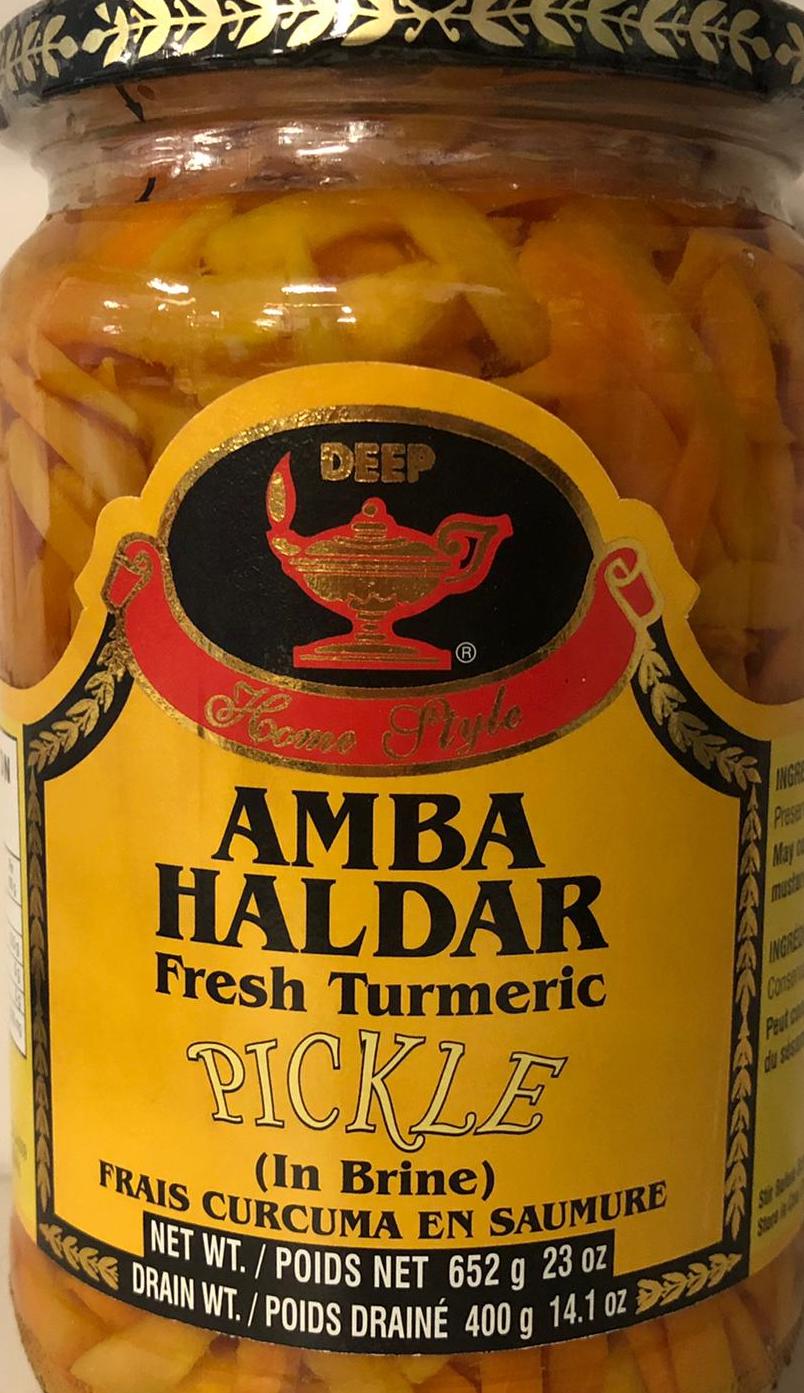 DEEP
®
Home Style
AMBA
HALDAR
Fresh Turmeric
PICKLE
(In Brine)
FRAIS CURCUMA EN SAUMURE
NET WT. / POIDS NET 652 g 23 oz
DRAIN WT. / POIDS DRAINÉ 400 g 14.1 oz
May